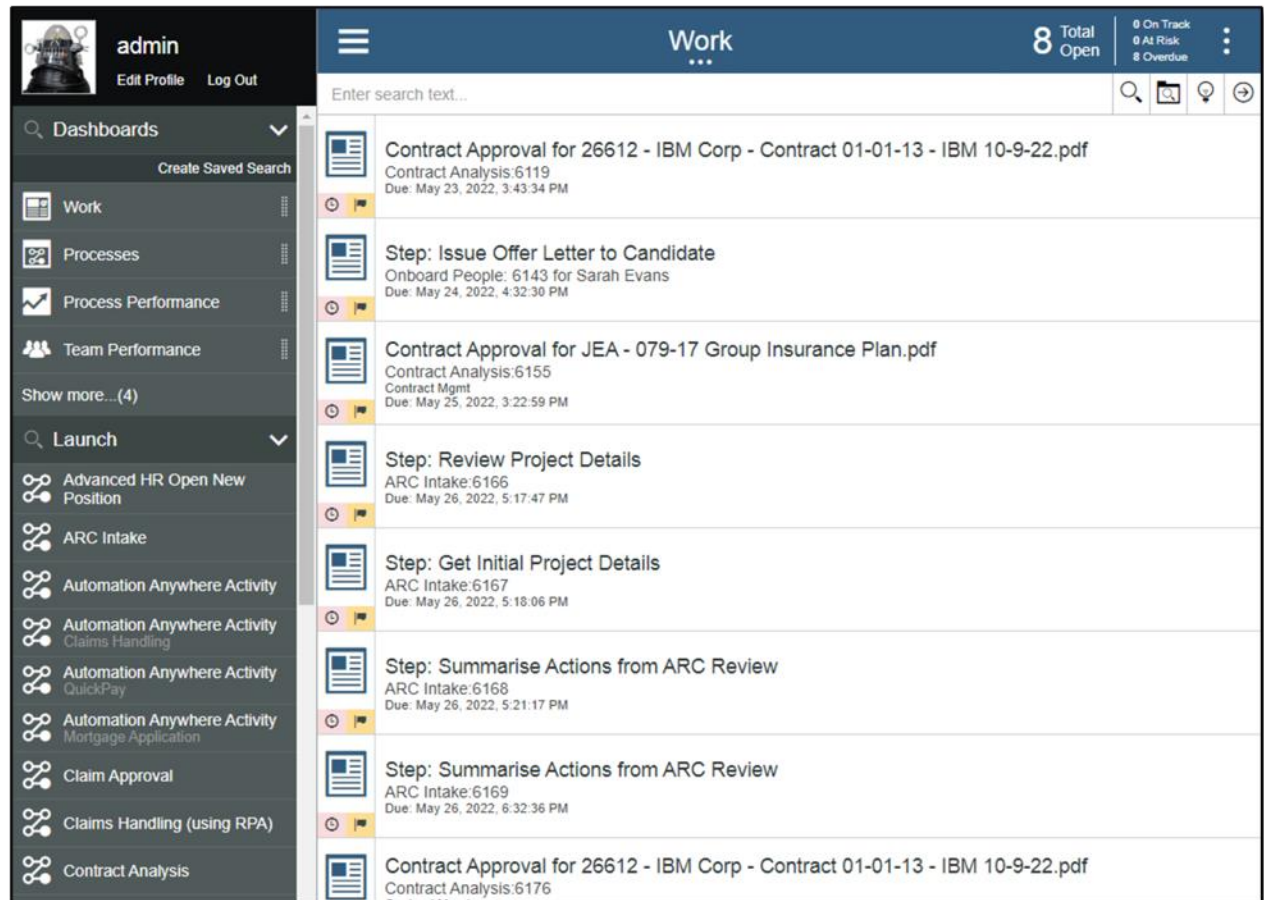 admin
Edit Profile Log Out
Dashboards
Create Saved Search
Work
Processes
Process Performance
Team Performance
Show more...(4)
Launch
Advanced HR Open New
Position
ARC Intake
Automation Anywhere Activity
Automation Anywhere Activity
Claims Handling
Automation Anywhere Activity
QuickPay
Automation Anywhere Activity
Mortgage Application
Claim Approval
Claims Handling (using RPA)
Contract Analysis
Work
8 Total
Open
0 On Track
0 At Risk
8 Overdue
Enter search text...
Contract Approval for 26612 - IBM Corp - Contract 01-01-13 - IBM 10-9-22.pdf
Contract Analysis:6119
Due: May 23, 2022, 3:43:34 PM
Step: Issue Offer Letter to Candidate
Onboard People: 6143 for Sarah Evans
Due: May 24, 2022, 4:32:30 PM
Contract Approval for JEA - 079-17 Group Insurance Plan.pdf
Contract Analysis:6155
Contract Mgmt
Due: May 25, 2022, 3:22:59 PM
Step: Review Project Details
ARC Intake:6166
Due: May 26, 2022, 5:17:47 PM
Step: Get Initial Project Details
ARC Intake:6167
Due: May 26, 2022, 5:18:06 PM
Step: Summarise Actions from ARC Review
ARC Intake:6168
Due: May 26, 2022, 5:21:17 PM
Step: Summarise Actions from ARC Review
ARC Intake:6169
Due: May 26, 2022, 6:32:36 PM
Contract Approval for 26612 - IBM Corp - Contract 01-01-13 - IBM 10-9-22.pdf
Contract Analysis:6176